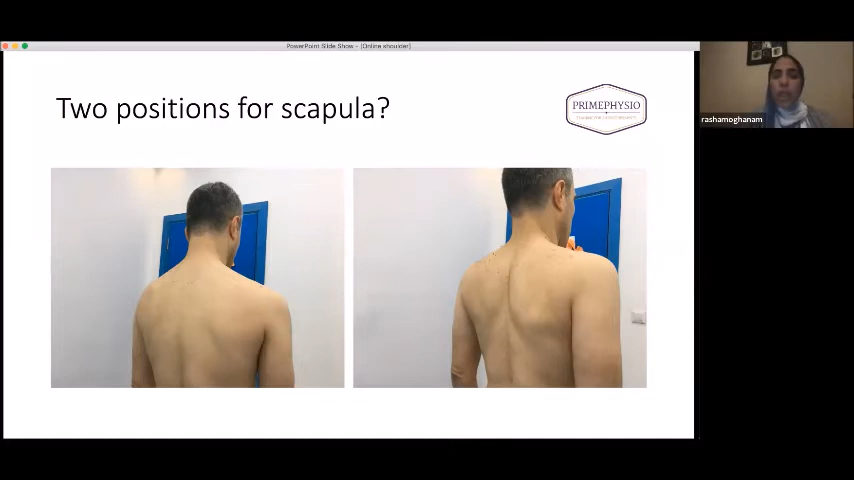 PowerPoint Slide Show - [Online shoulder]
Two positions for scapula?
PRIMEPHYSIO
rashamoghanam